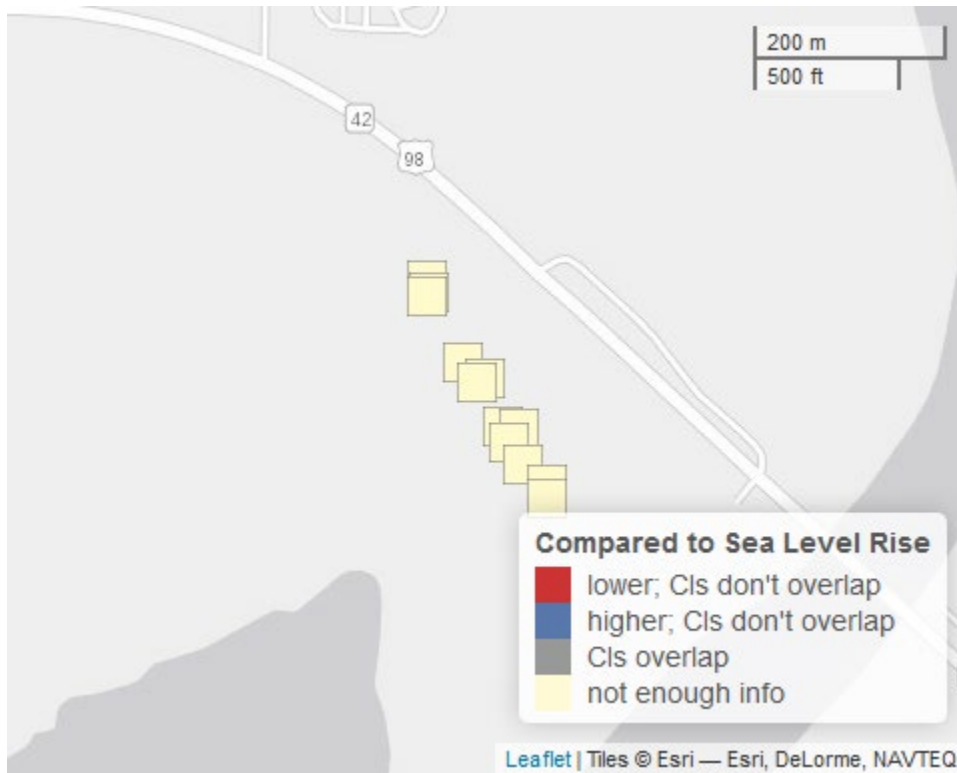 200 m
500 ft
42
98
Compared to Sea Level Rise
lower; CIs don't overlap
higher; CIs don't overlap
CIs overlap
not enough info
Leaflet | Tiles © Esri — Esri, DeLorme, NAVTEQ